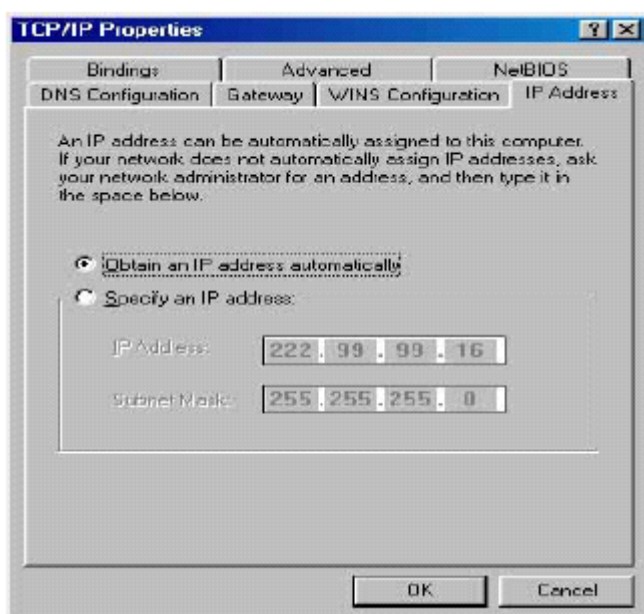 TCP/IP Properties
Bindings Advanced NetBIOS
DNS Configuration Gateway WINS Configuration IP Address
An IP address can be automatically assigned to this computer.
If your network does not automatically assign IP addresses, ask
your network administrator for an address, and then type it in
the space below.
Obtain an IP address automatically
Specify an IP address:
IP Address: 222 . 99 . 99 . 16
Subnet Mask: 255 . 255 . 255 . 0
OK Cancel